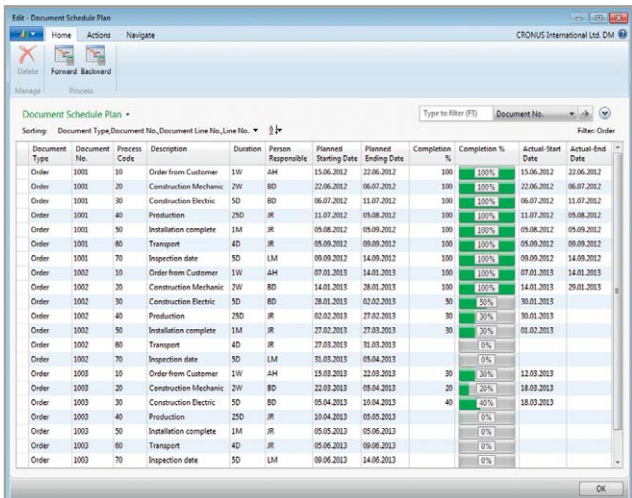 Edit - Document Schedule Plan
Home Actions Navigate CRONUS International Ltd. DM
Delete Forward Backward
Manage Process
Document Schedule Plan Type to filter (F3) Document No.
Sorting: Document Type,Document No.,Document Line No.,Line No. Filter: Order
Document Type Document No. Process Code Description Duration Person Responsible Planned Starting Date Planned Ending Date Completion % Completion % Actual-Start Date Actual-End Date
Order 1001 10 Order from Customer 1W AH 15.06.2012 22.06.2012 100 100% 15.06.2012 22.06.2012
Order 1001 20 Construction Mechanic 2W BD 22.06.2012 06.07.2012 100 100% 22.06.2012 06.07.2012
Order 1001 30 Construction Electric 5D BD 06.07.2012 11.07.2012 100 100% 06.07.2012 11.07.2012
Order 1001 40 Production 25D JR 11.07.2012 05.08.2012 100 100% 11.07.2012 05.08.2012
Order 1001 50 Installation complete 1M JR 05.08.2012 05.09.2012 100 100% 05.08.2012 05.09.2012
Order 1001 60 Transport 4D JR 05.09.2012 09.09.2012 100 100% 05.09.2012 09.09.2012
Order 1001 70 Inspection date 5D LM 09.09.2012 14.09.2012 100 100% 09.09.2012 14.09.2012
Order 1002 10 Order from Customer 1W AH 07.01.2013 14.01.2013 100 100% 07.01.2013 14.01.2013
Order 1002 20 Construction Mechanic 2W BD 14.01.2013 28.01.2013 100 100% 14.01.2013 29.01.2013
Order 1002 30 Construction Electric 5D BD 28.01.2013 02.02.2013 50 50% 30.01.2013
Order 1002 40 Production 25D JR 02.02.2013 27.02.2013 30 30% 30.01.2013
Order 1002 50 Installation complete 1M JR 27.02.2013 27.03.2013 30 30% 01.02.2013
Order 1002 60 Transport 4D JR 27.03.2013 31.03.2013 0%
Order 1002 70 Inspection date 5D LM 31.03.2013 05.04.2013 0%
Order 1003 10 Order from Customer 1W AH 15.03.2013 22.03.2013 30 30% 12.03.2013
Order 1003 20 Construction Mechanic 2W BD 22.03.2013 05.04.2013 20 20% 18.03.2013
Order 1003 30 Construction Electric 5D BD 05.04.2013 10.04.2013 40 40% 18.03.2013
Order 1003 40 Production 25D JR 10.04.2013 05.05.2013 0%
Order 1003 50 Installation complete 1M JR 05.05.2013 05.06.2013 0%
Order 1003 60 Transport 4D JR 05.06.2013 09.06.2013 0%
Order 1003 70 Inspection date 5D LM 09.06.2013 14.06.2013 0%
OK